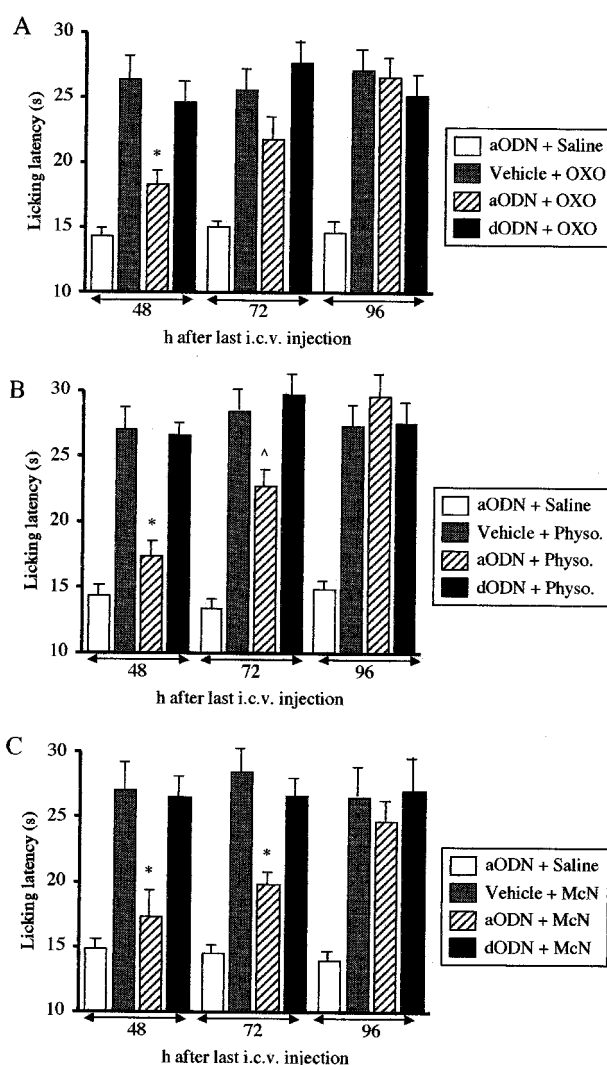 A
Licking latency (s)
30
25
20
15
10
*
48
72
96
h after last i.c.v. injection
aODN + Saline
Vehicle + OXO
aODN + OXO
dODN + OXO
B
Licking latency (s)
30
25
20
15
10
*
^
48
72
96
h after last i.c.v. injection
aODN + Saline
Vehicle + Physo.
aODN + Physo.
dODN + Physo.
C
Licking latency (s)
30
25
20
15
10
*
*
48
72
96
h after last i.c.v. injection
aODN + Saline
Vehicle + McN
aODN + McN
dODN + McN